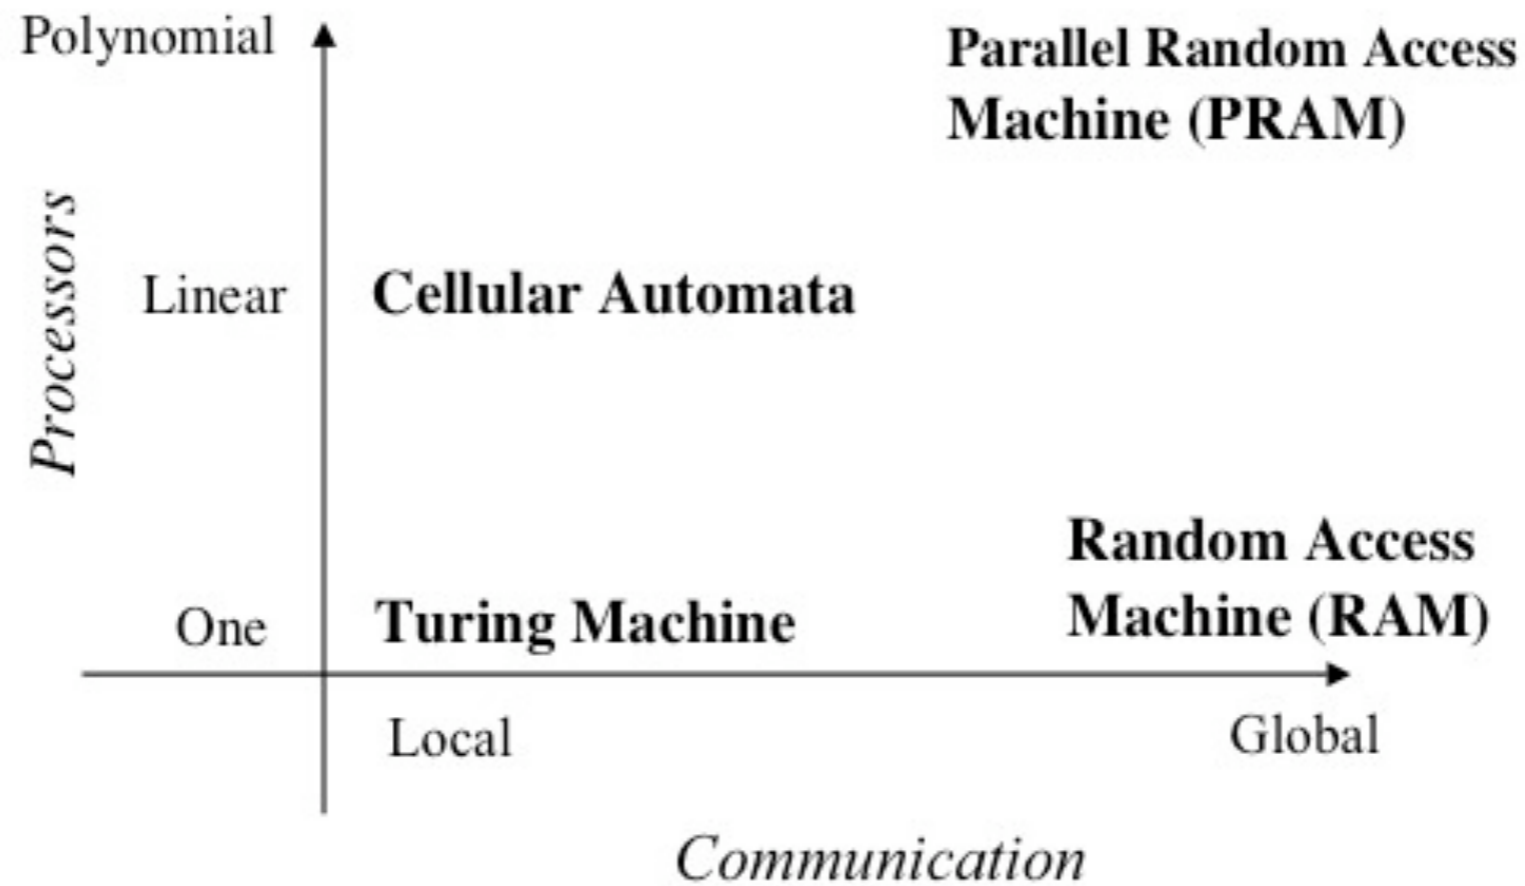 Polynomial
Parallel Random Access
Machine (PRAM)
Processors
Linear
Cellular Automata
Random Access
Machine (RAM)
One
Turing Machine
Local
Global
Communication